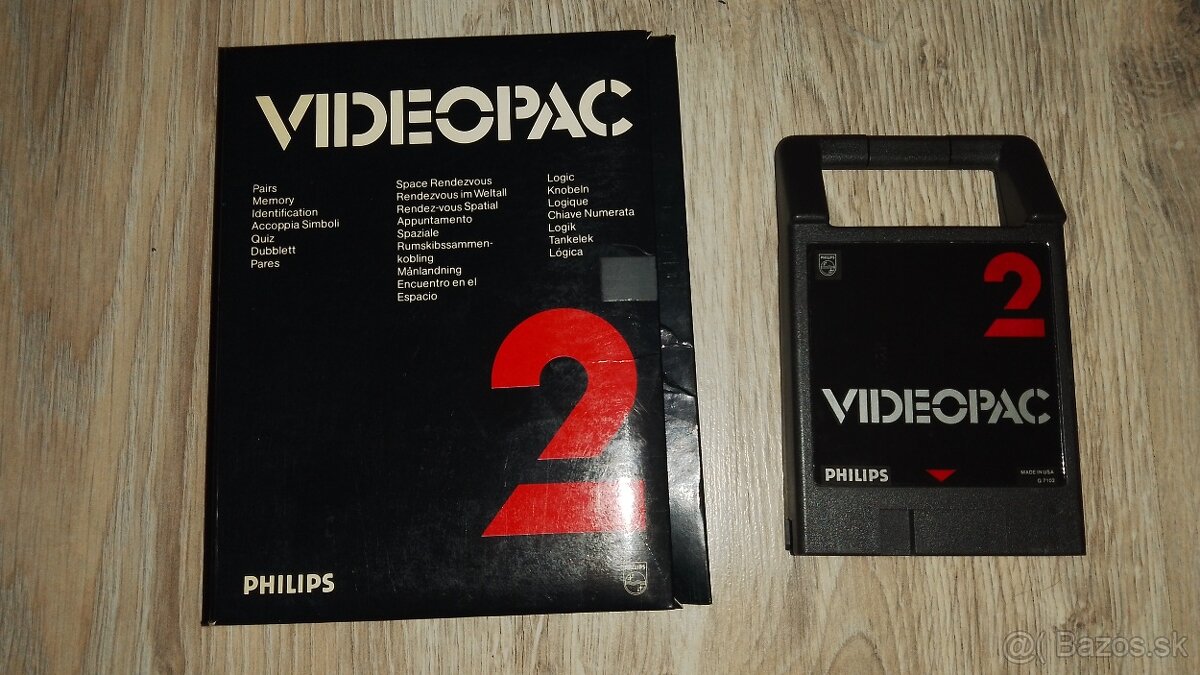 VIDEOPAC
Pairs
Memory
Identification
Accoppia Simboli
Quiz
Dubblett
Pares
Space Rendezvous
Rendezvous im Weltall
Rendez-vous Spatial
Appuntamento
Spaziale
Rumskibssammen-
kobling
Månlandning
Encuentro en el
Espacio
Logic
Knobeln
Logique
Chiave Numerata
Logik
Tankelek
Lógica
2
PHILIPS
PHILIPS
PHILIPS
2
VIDEOPAC
PHILIPS
MADE IN USA
G 7102
@( Bazos.sk